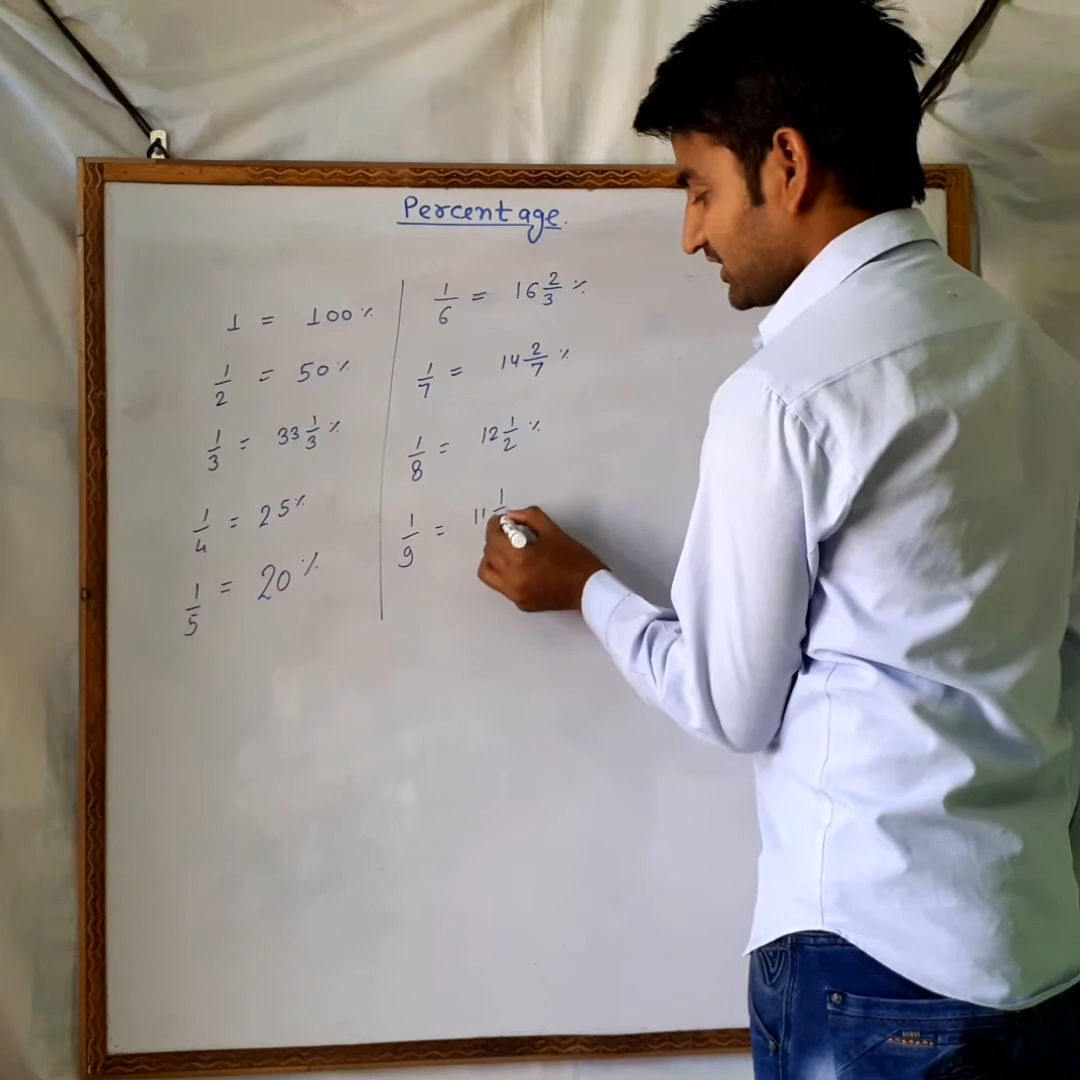 Percentage.
1 = 100%
1/2 = 50%
1/3 = 33 1/3 %
1/4 = 25%
1/5 = 20%
1/6 = 16 2/3 %
1/7 = 14 2/7 %
1/8 = 12 1/2 %
1/9 = 11 1/